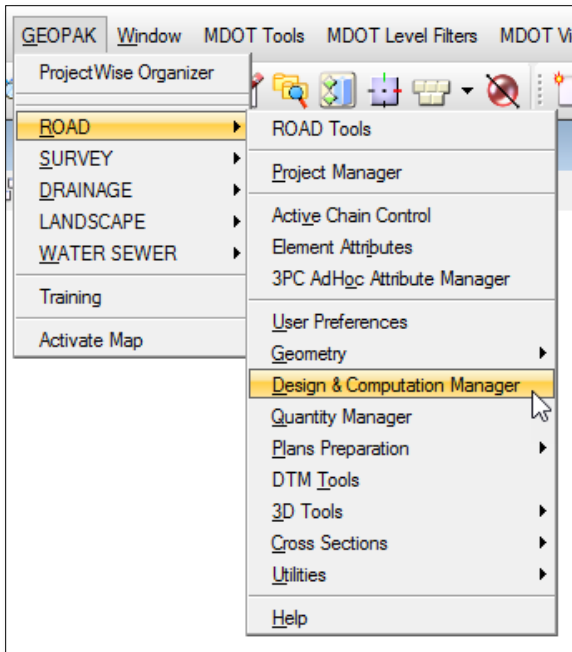 GEOPAK Window MDOT Tools MDOT Level Filters MDOT Vi
ProjectWise Organizer
ROAD
SURVEY
DRAINAGE
LANDSCAPE
WATER SEWER
Training
Activate Map
ROAD Tools
Project Manager
Active Chain Control
Element Attributes
3PC AdHoc Attribute Manager
User Preferences
Geometry
Design & Computation Manager
Quantity Manager
Plans Preparation
DTM Tools
3D Tools
Cross Sections
Utilities
Help